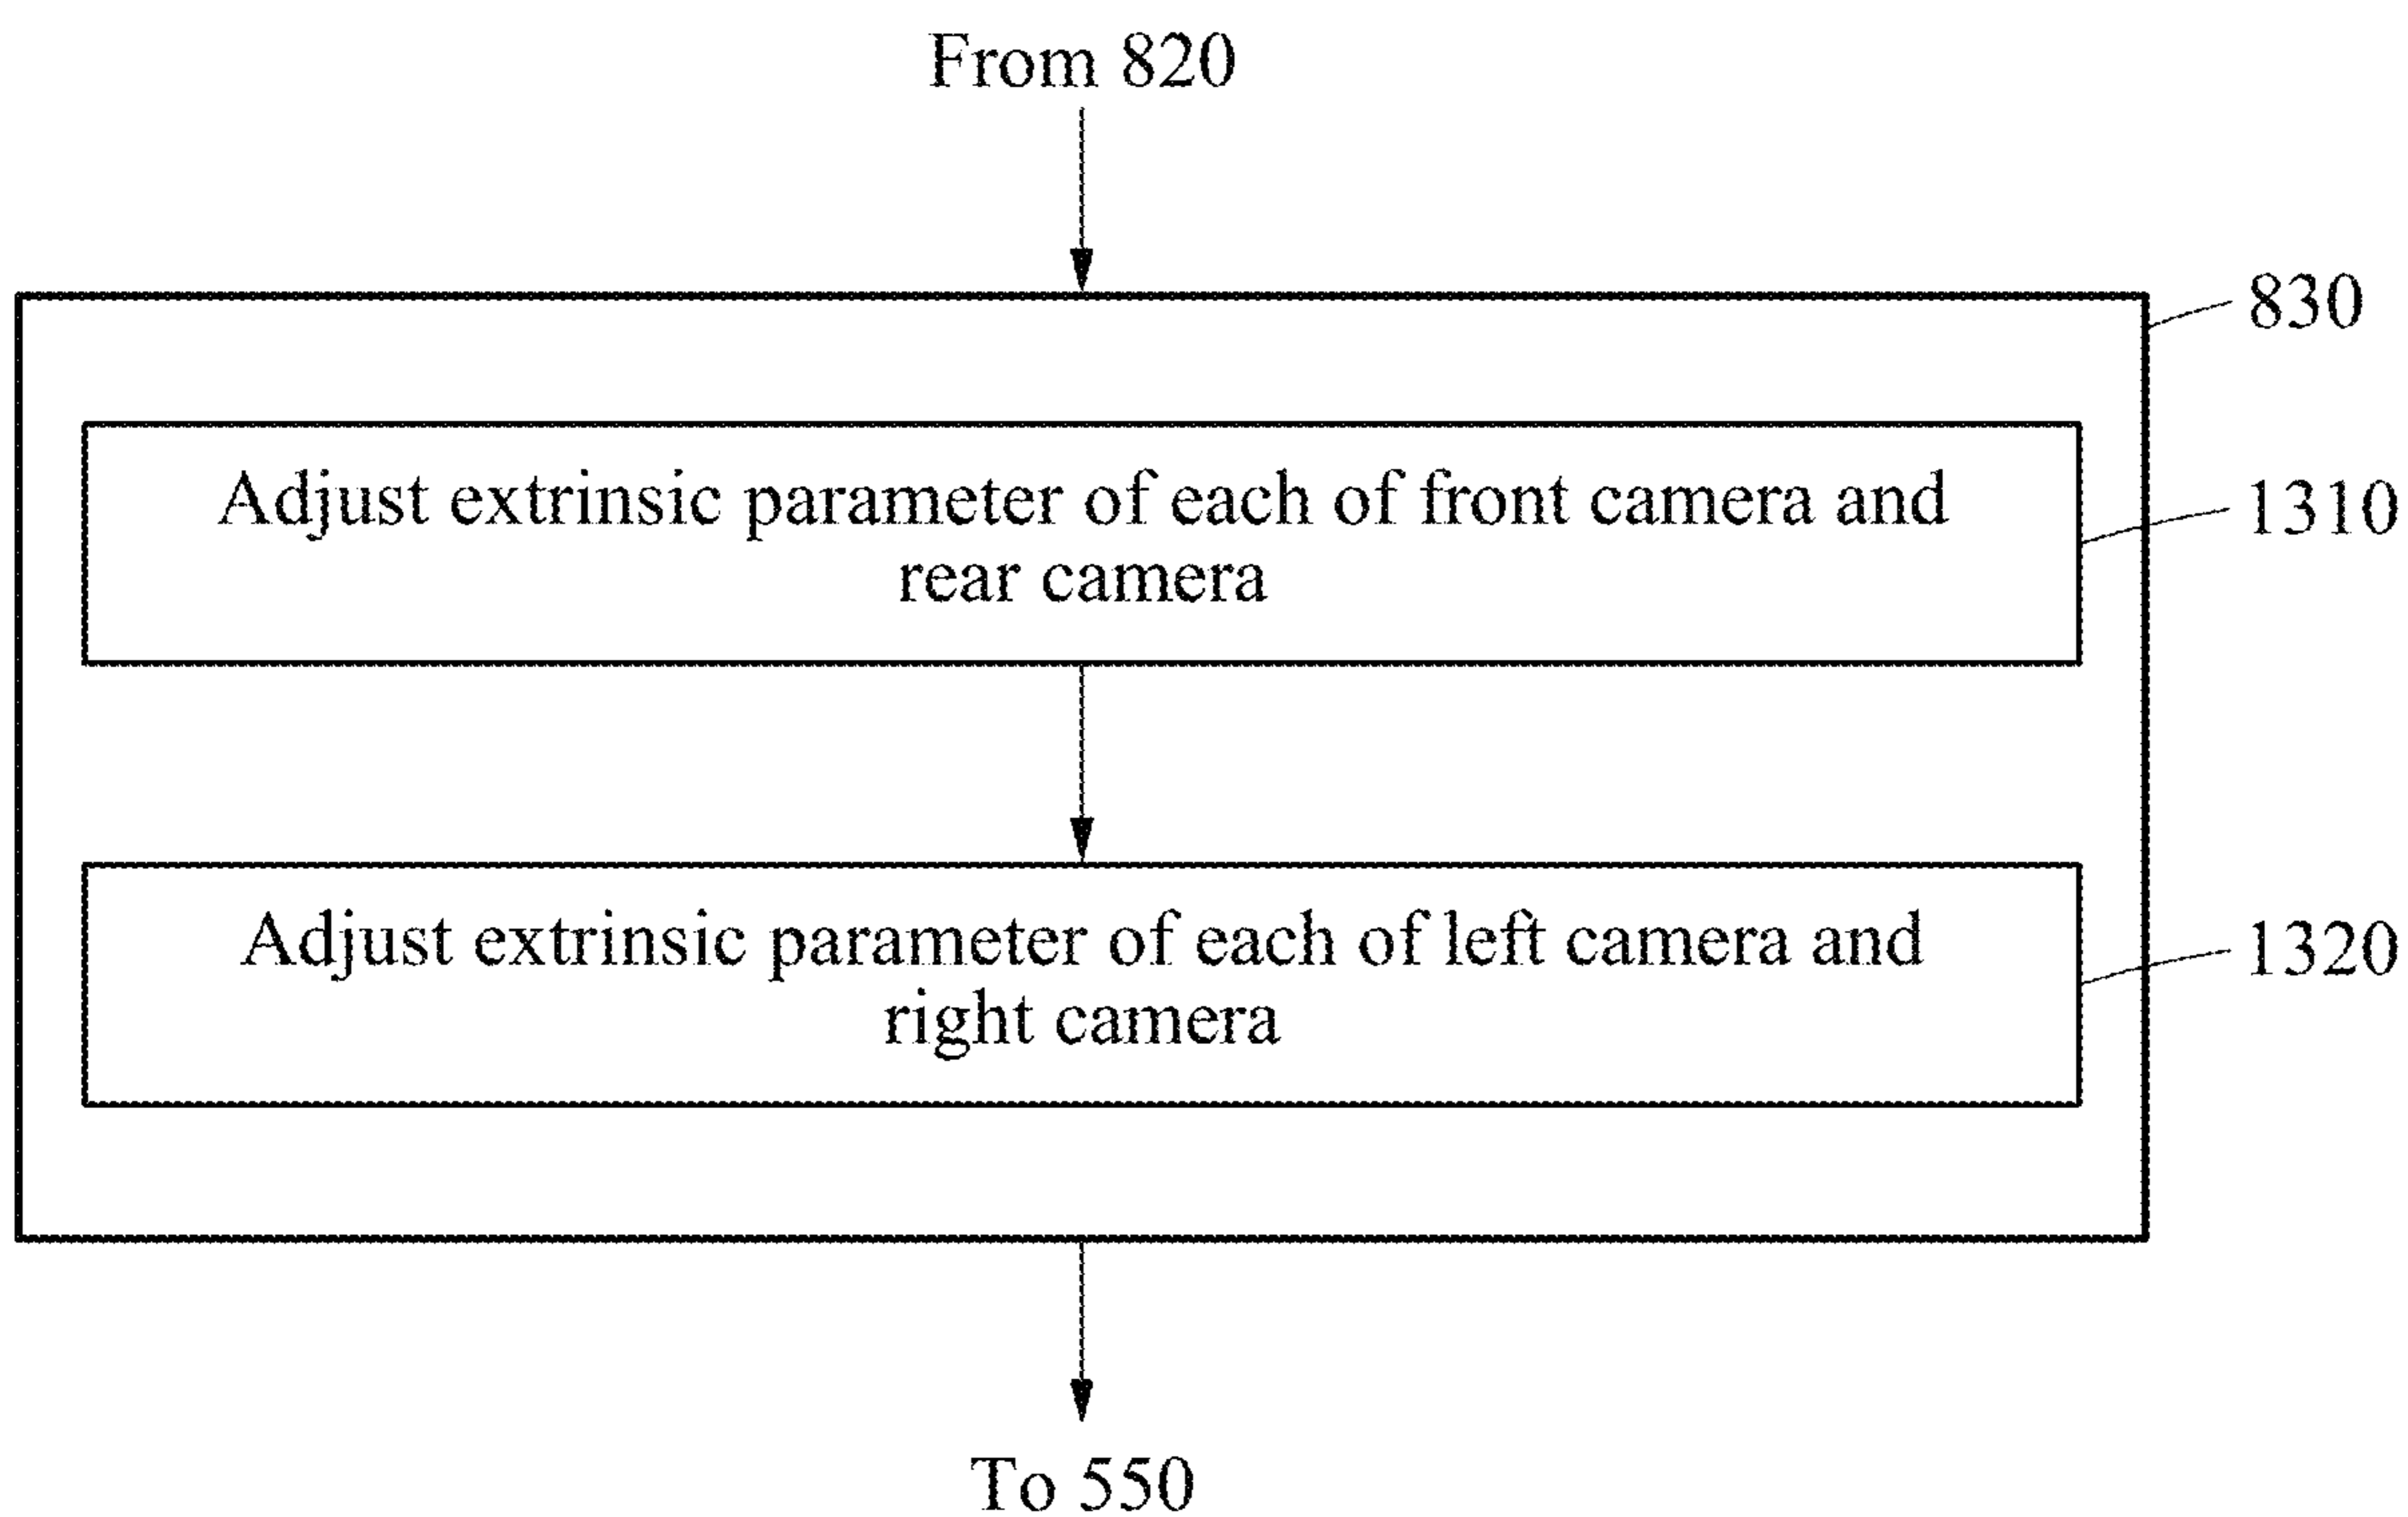 From 820
830
Adjust extrinsic parameter of each of front camera and
rear camera
1310
Adjust extrinsic parameter of each of left camera and
right camera
1320
To 550